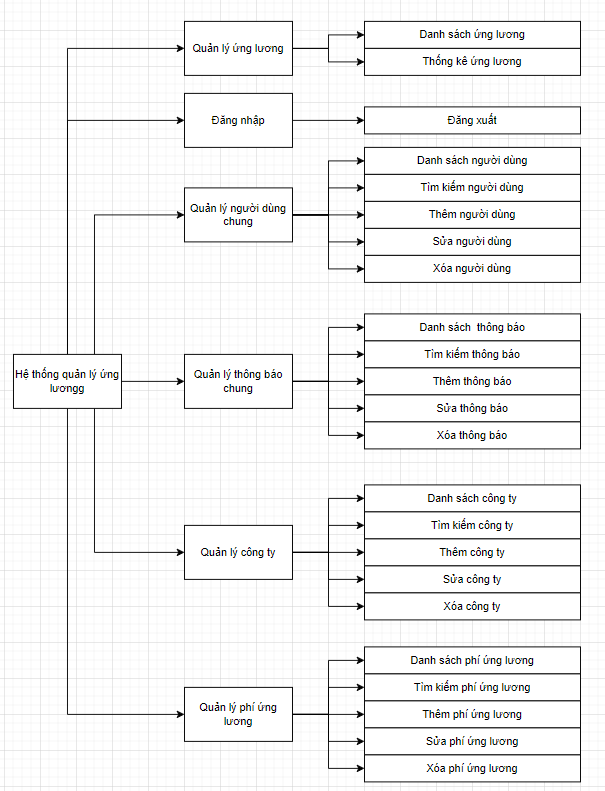 Quản lý ứng lương
Danh sách ứng lương
Thống kê ứng lương
Đăng nhập
Đăng xuất
Quản lý người dùng
chung
Danh sách người dùng
Tìm kiếm người dùng
Thêm người dùng
Sửa người dùng
Xóa người dùng
Hệ thống quản lý ứng
lươngg
Quản lý thông báo
chung
Danh sách  thông báo
Tìm kiếm thông báo
Thêm thông báo
Sửa thông báo
Xóa thông báo
Quản lý công ty
Danh sách công ty
Tìm kiếm công ty
Thêm công ty
Sửa công ty
Xóa công ty
Quản lý phí ứng
lương
Danh sách phí ứng lương
Tìm kiếm phí ứng lương
Thêm phí ứng lương
Sửa phí ứng lương
Xóa phí ứng lương